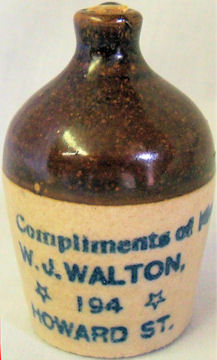 Compliments of
W. J. WALTON,
194
HOWARD ST.